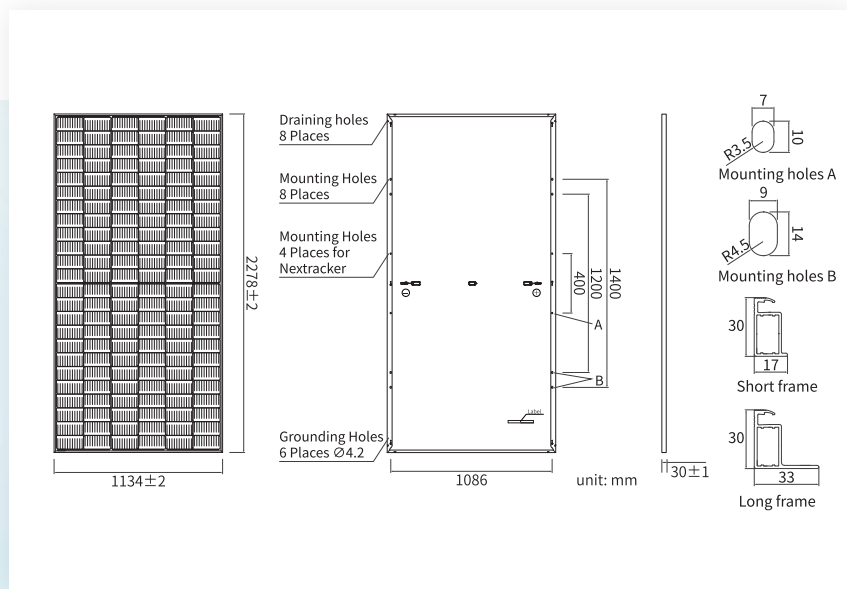 Draining holes
8 Places
Mounting Holes
8 Places
Mounting Holes
4 Places for
Nextracker
Grounding Holes
6 Places ∅4.2
2278±2
1134±2
400
1200
1400
A
B
Label
1086
unit: mm
30±1
7
10
R3.5
Mounting holes A
9
14
R4.5
Mounting holes B
30
17
Short frame
30
33
Long frame